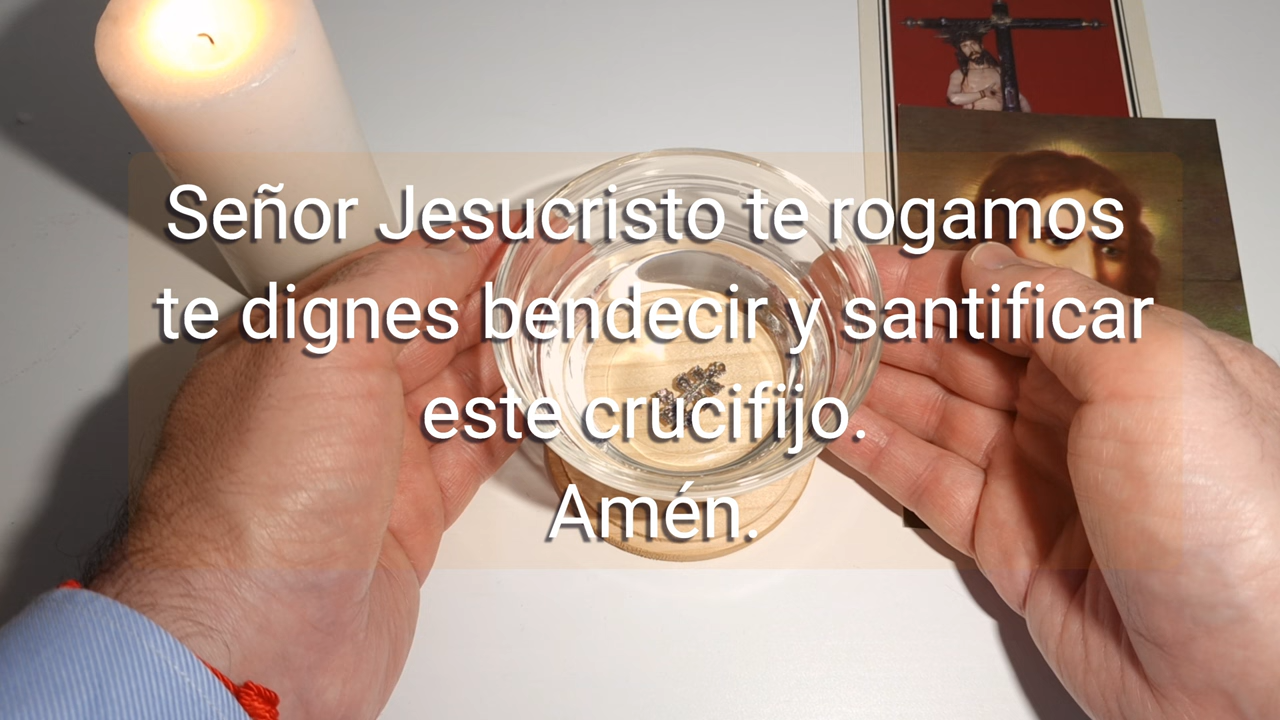 Señor Jesucristo te rogamos
te dignes bendecir y santificar
este crucifijo.
Amén.